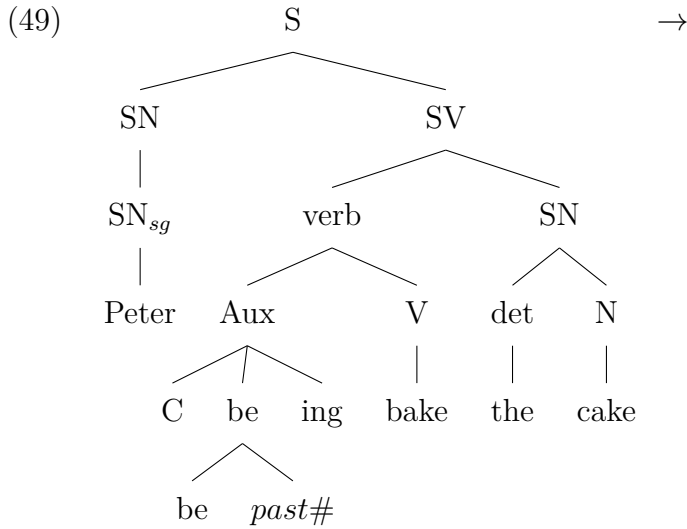 (49) S →
SN SV
SN_sg verb SN
Peter Aux V det N
C be ing bake the cake
be past#